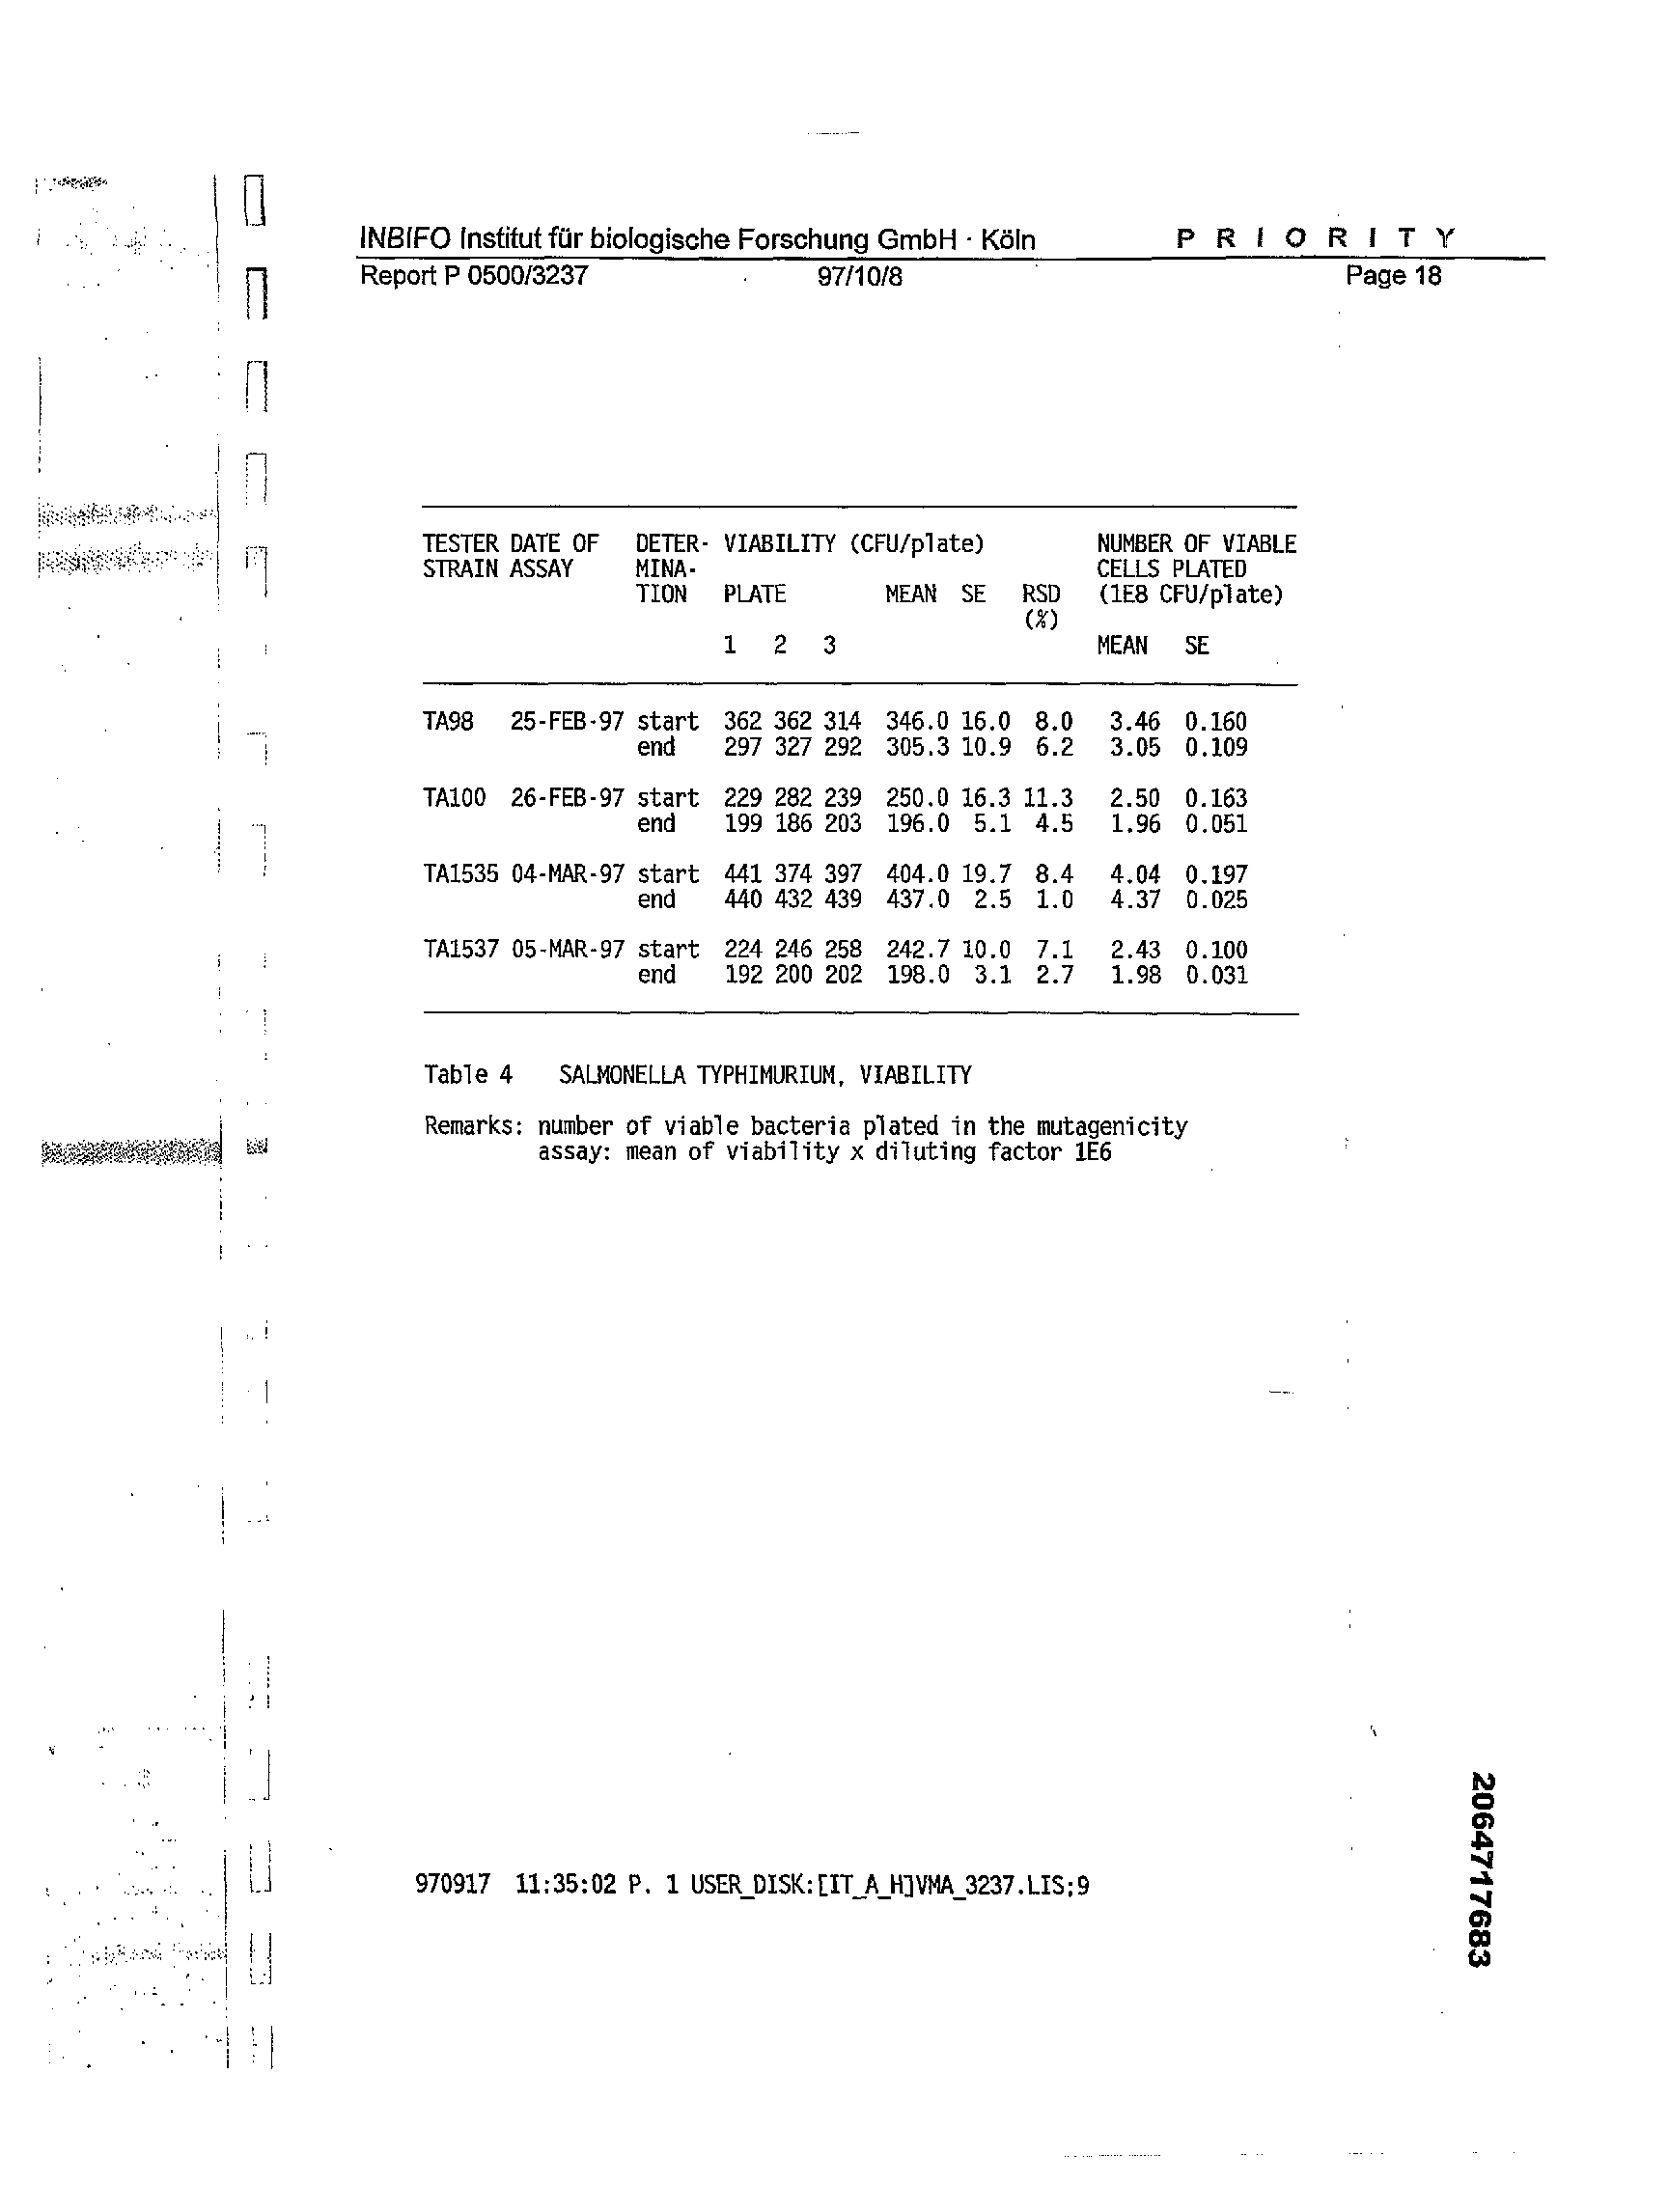 INBIFO Institut für biologische Forschung GmbH · Köln PRIORITY
Report P 0500/3237 97/10/8 Page 18
TESTER DATE OF DETER- VIABILITY (CFU/plate) NUMBER OF VIABLE
STRAIN ASSAY MINA- CELLS PLATED
TION PLATE MEAN SE RSD (1E8 CFU/plate)
(%)
1 2 3 MEAN SE
TA98 25-FEB-97 start 362 362 314 346.0 16.0 8.0 3.46 0.160
end 297 327 292 305.3 10.9 6.2 3.05 0.109
TA100 26-FEB-97 start 229 282 239 250.0 16.3 11.3 2.50 0.163
end 199 186 203 196.0 5.1 4.5 1.96 0.051
TA1535 04-MAR-97 start 441 374 397 404.0 19.7 8.4 4.04 0.197
end 440 432 439 437.0 2.5 1.0 4.37 0.025
TA1537 05-MAR-97 start 224 246 258 242.7 10.0 7.1 2.43 0.100
end 192 200 202 198.0 3.1 2.7 1.98 0.031
Table 4 SALMONELLA TYPHIMURIUM, VIABILITY
Remarks: number of viable bacteria plated in the mutagenicity
assay: mean of viability x diluting factor 1E6
970917 11:35:02 P. 1 USER_DISK:[IT_A_H]VMA_3237.LIS;9
2064717683